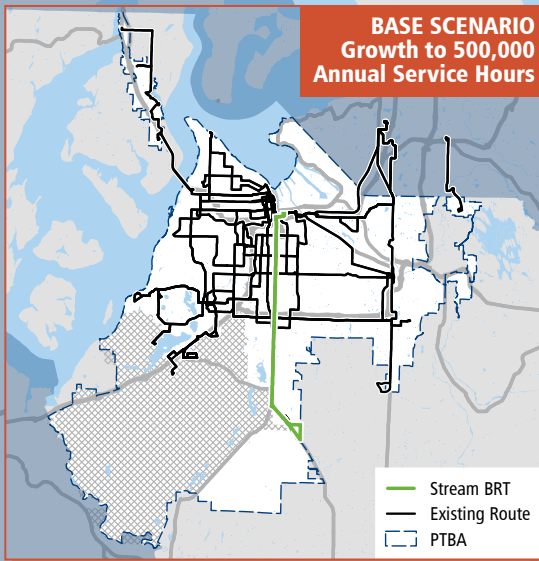 BASE SCENARIO
Growth to 500,000
Annual Service Hours
Stream BRT
Existing Route
PTBA